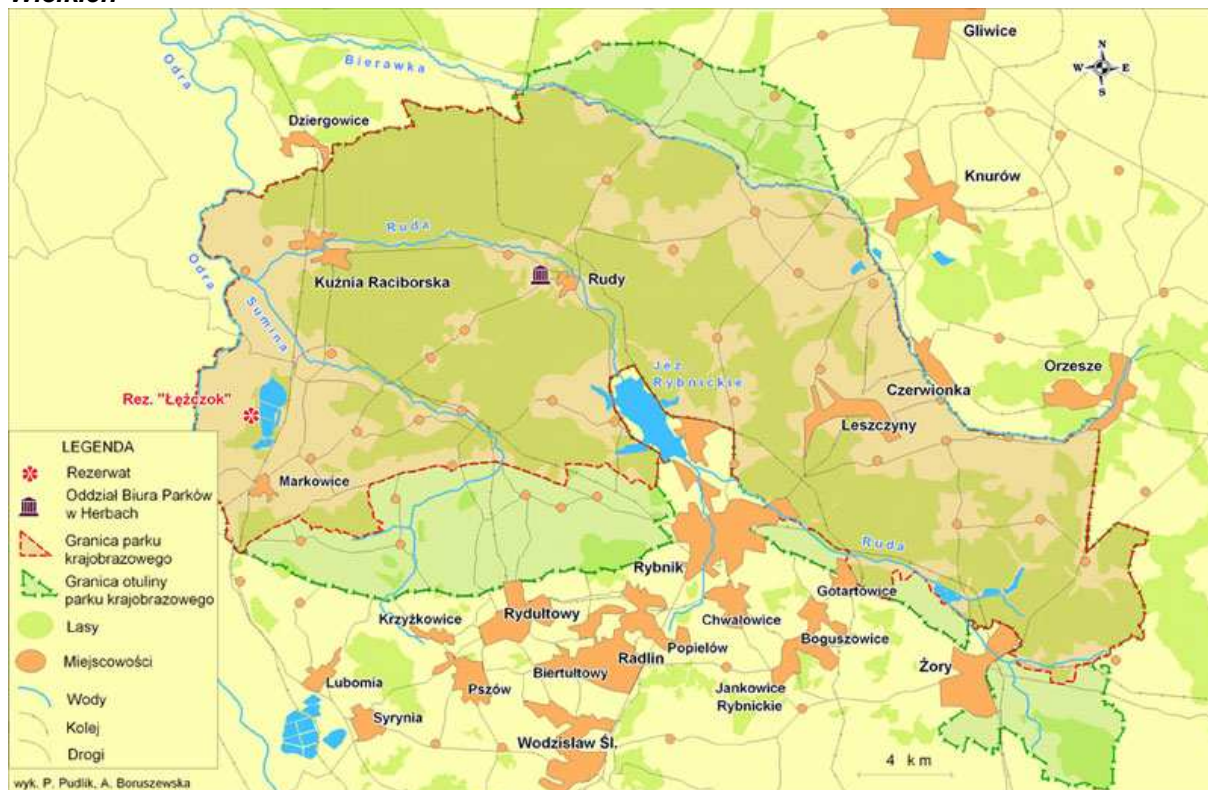 Wielkich
Gliwice
Odra
Bierawka
N
W E
S
Dziergowice
Knurów
Ruda
Odra
Kuźnia Raciborska
Rudy
Sumina
Jez
Rybnickie
Orzesze
Czerwionka
Rez. "Łężczok"
Leszczyny
Markowice
Ruda
Rybnik
Gotartowice
Krzyżkowice
Rydułtowy
Chwałowice
Boguszowice
Popielów
Radlin
Żory
Lubomia
Pszów
Biertułtowy
Jankowice
Rybnickie
Syrynia
Wodzisław Śl.
4 km
LEGENDA
Rezerwat
Oddział Biura Parków
w Herbach
Granica parku
krajobrazowego
Granica otuliny
parku krajobrazowego
Lasy
Miejscowości
Wody
Kolej
Drogi
wyk. P. Pudlik, A. Boruszewska